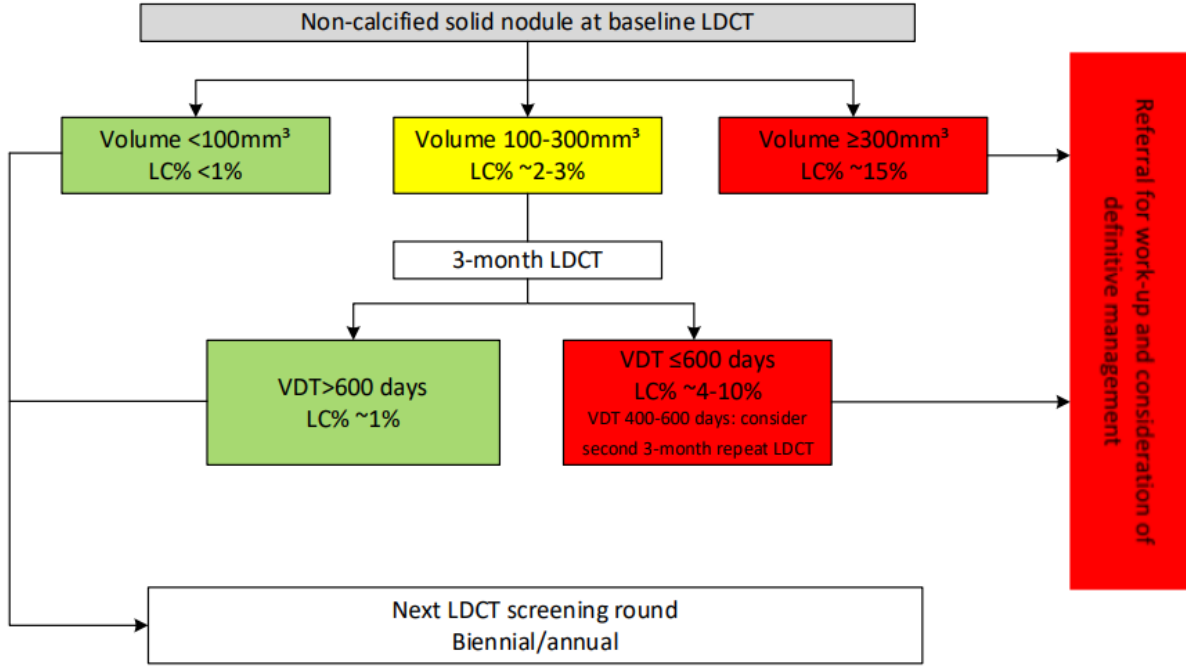 Non-calcified solid nodule at baseline LDCT
Volume <100mm³
LC% <1%
Volume 100-300mm³
LC% ~2-3%
Volume ≥300mm³
LC% ~15%
Referral for work-up and consideration of
definitive management
3-month LDCT
VDT>600 days
LC% ~1%
VDT ≤600 days
LC% ~4-10%
VDT 400-600 days: consider
second 3-month repeat LDCT
Next LDCT screening round
Biennial/annual